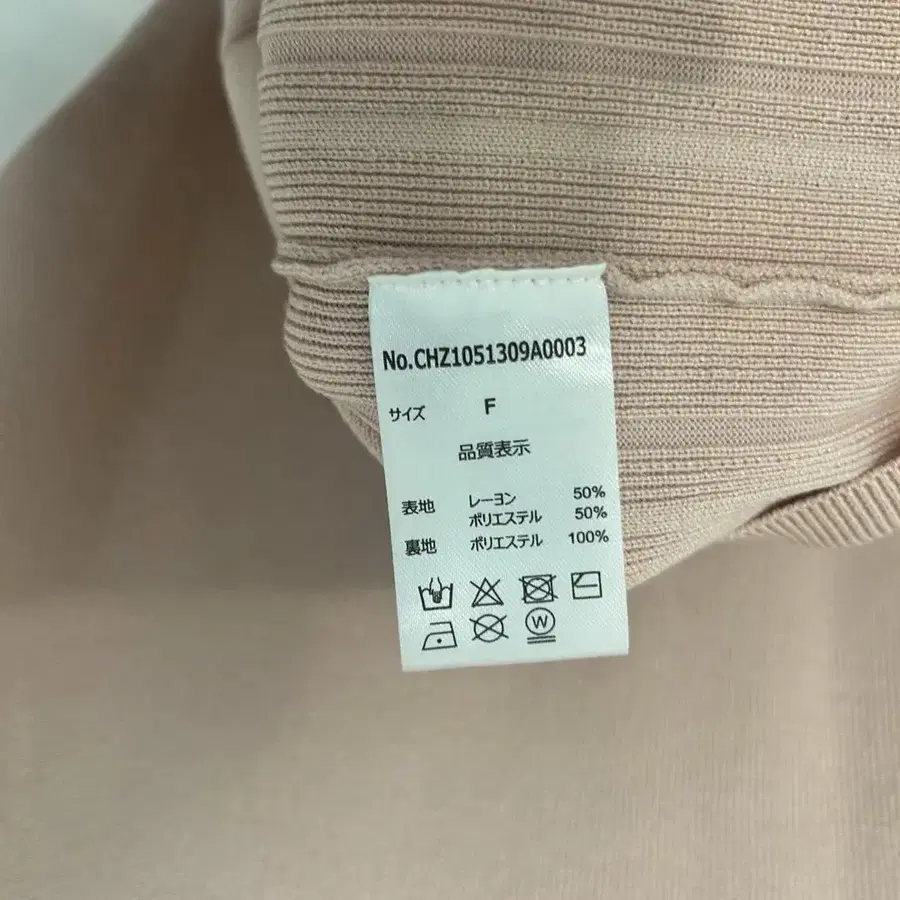 No.CHZ1051309A0003
サイズ F
品質表示
表地 レーヨン 50%
ポリエステル 50%
裏地 ポリエステル 100%
W